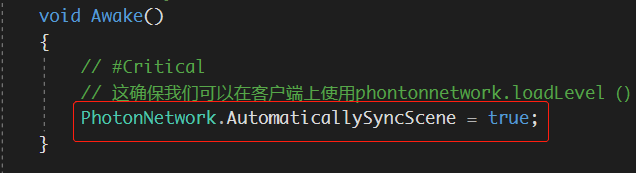 void Awake()
{
// #Critical
// 这确保我们可以在客户端上使用phontonnetwork.loadLevel ()
PhotonNetwork.AutomaticallySyncScene = true;
}